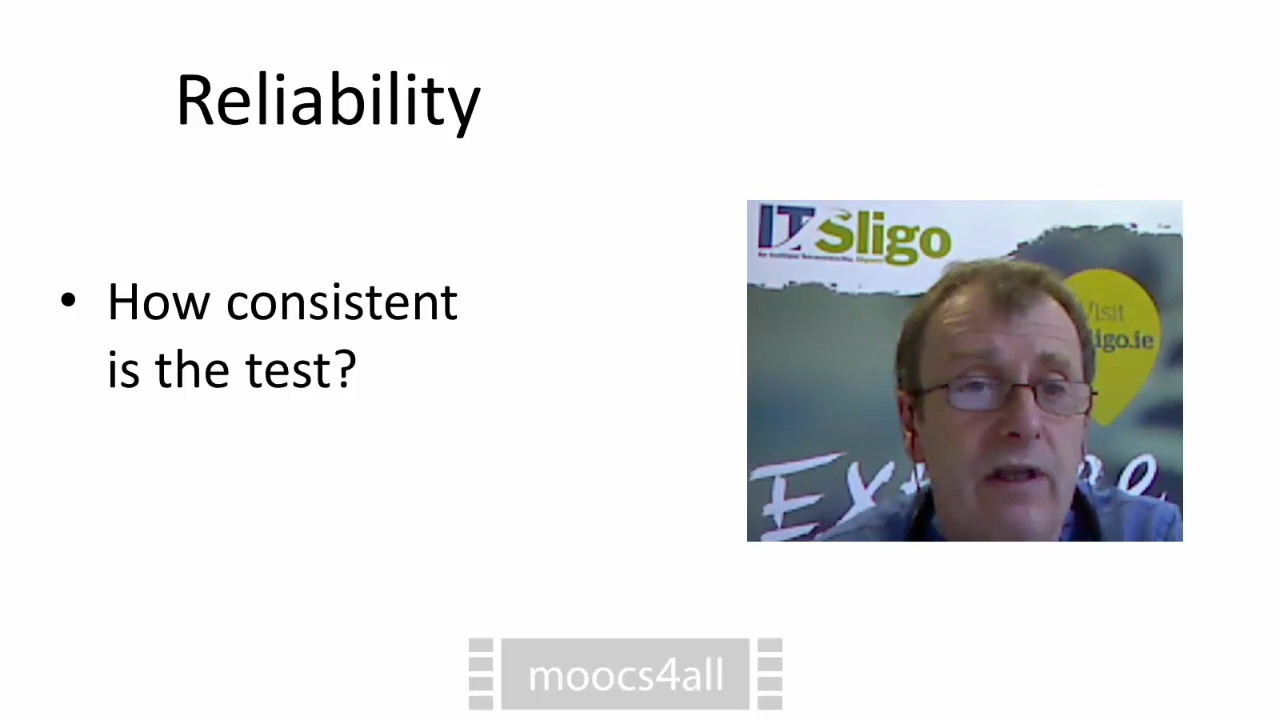 Reliability
• How consistent
is the test?
IT Sligo
Visit
ligo.ie
moocs4all